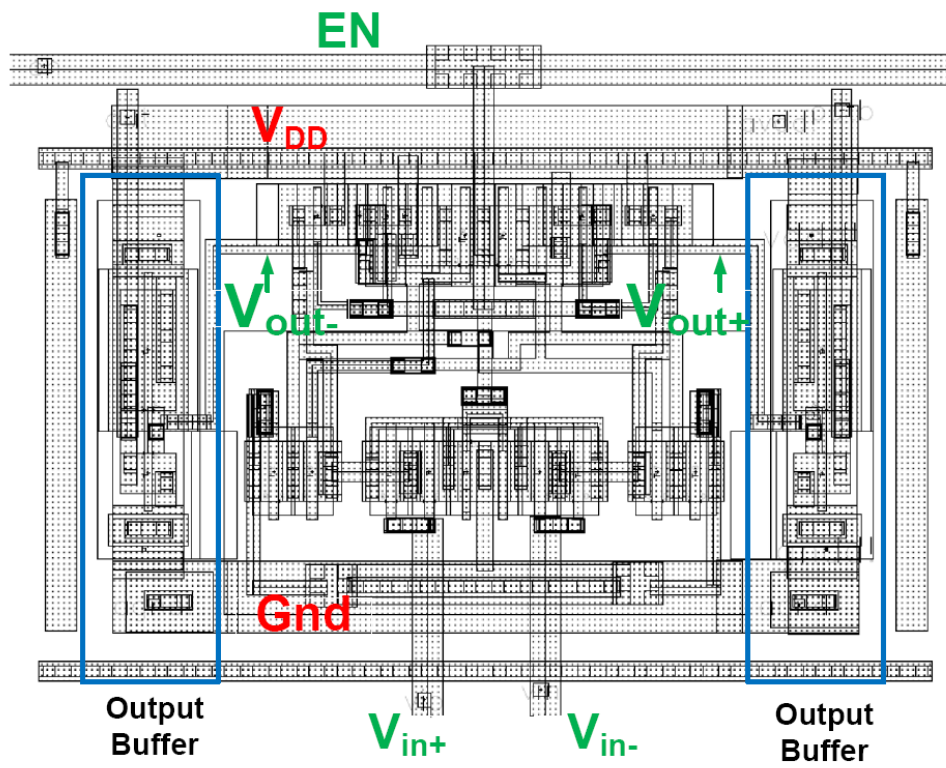 EN
VDD
Vout-
Vout+
Gnd
Vin+
Vin-
Output
Buffer
Output
Buffer